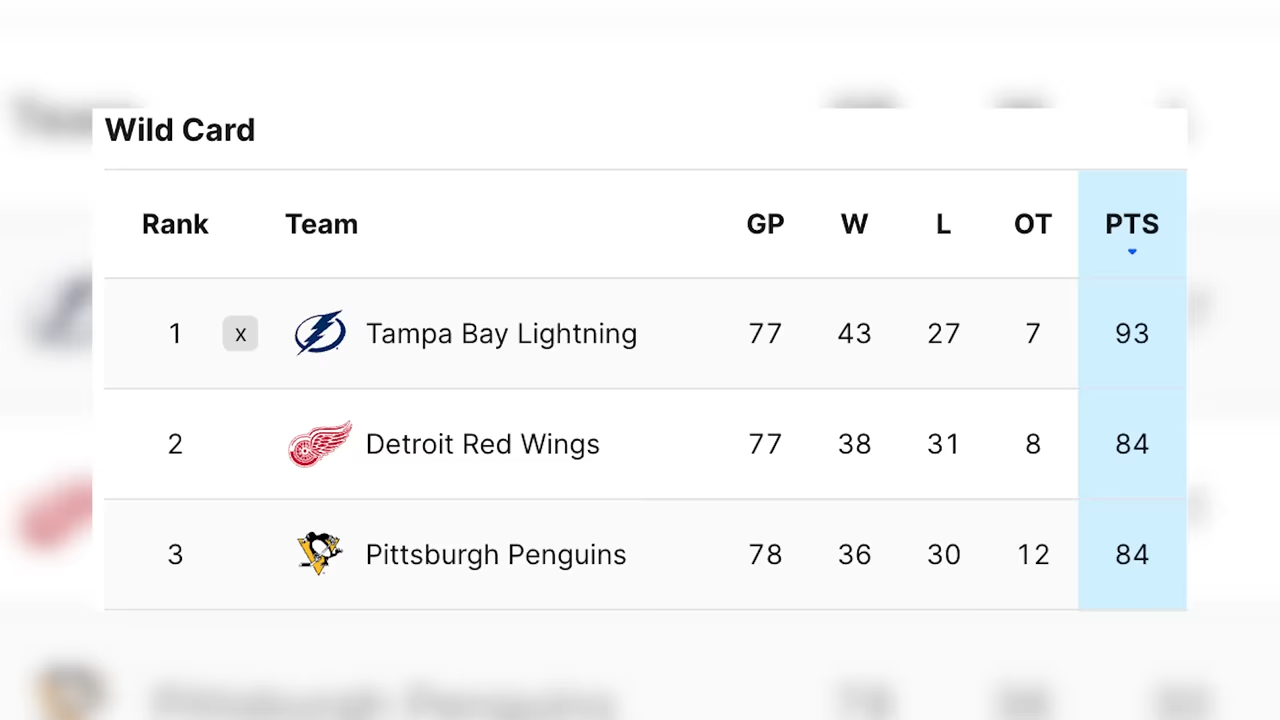 Wild Card
Rank Team GP W L OT PTS
1 x Tampa Bay Lightning 77 43 27 7 93
2 Detroit Red Wings 77 38 31 8 84
3 Pittsburgh Penguins 78 36 30 12 84